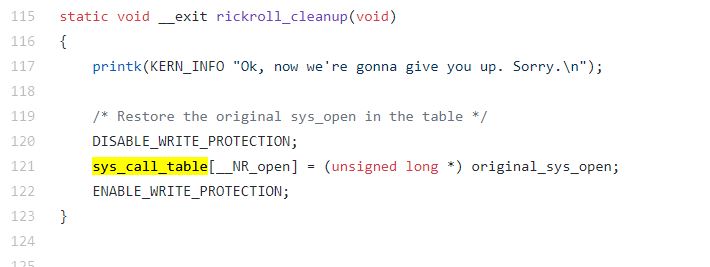 115 static void __exit rickroll_cleanup(void)
116 {
117 printk(KERN_INFO "Ok, now we're gonna give you up. Sorry.\n");
118
119 /* Restore the original sys_open in the table */
120 DISABLE_WRITE_PROTECTION;
121 sys_call_table[__NR_open] = (unsigned long *) original_sys_open;
122 ENABLE_WRITE_PROTECTION;
123 }
124
125